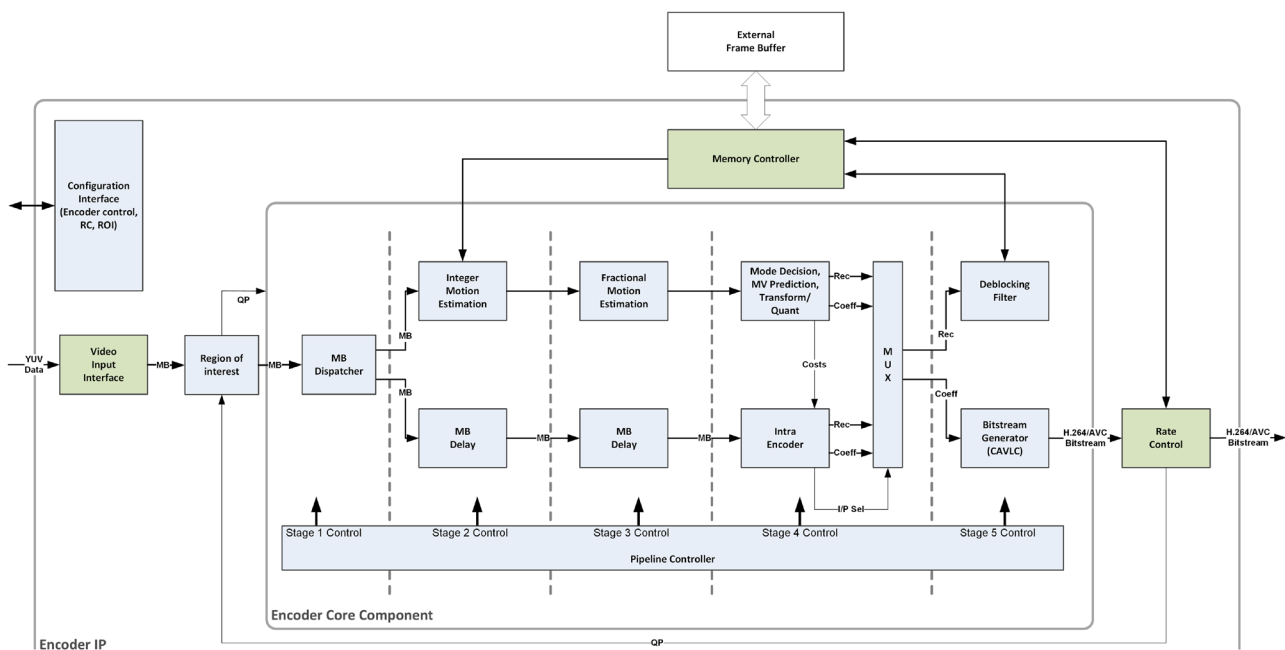 External
Frame Buffer
Memory Controller
Configuration
Interface
(Encoder control,
RC, ROI)
Integer
Motion
Estimation
Fractional
Motion
Estimation
Mode Decision,
MV Prediction,
Transform/
Quant
Rec
Coeff
Deblocking
Filter
QP
MB
Rec
M
U
X
YUV
Data
Video
Input
Interface
MB
Region of
interest
MB
MB
Dispatcher
Costs
MB
Coeff
MB
Delay
MB
MB
Delay
MB
Intra
Encoder
Rec
Coeff
Bitstream
Generator
(CAVLC)
H.264/AVC
Bitstream
Rate
Control
H.264/AVC
Bitstream
I/P Sel
Stage 1 Control
Stage 2 Control
Stage 3 Control
Stage 4 Control
Stage 5 Control
Pipeline Controller
Encoder Core Component
Encoder IP
QP